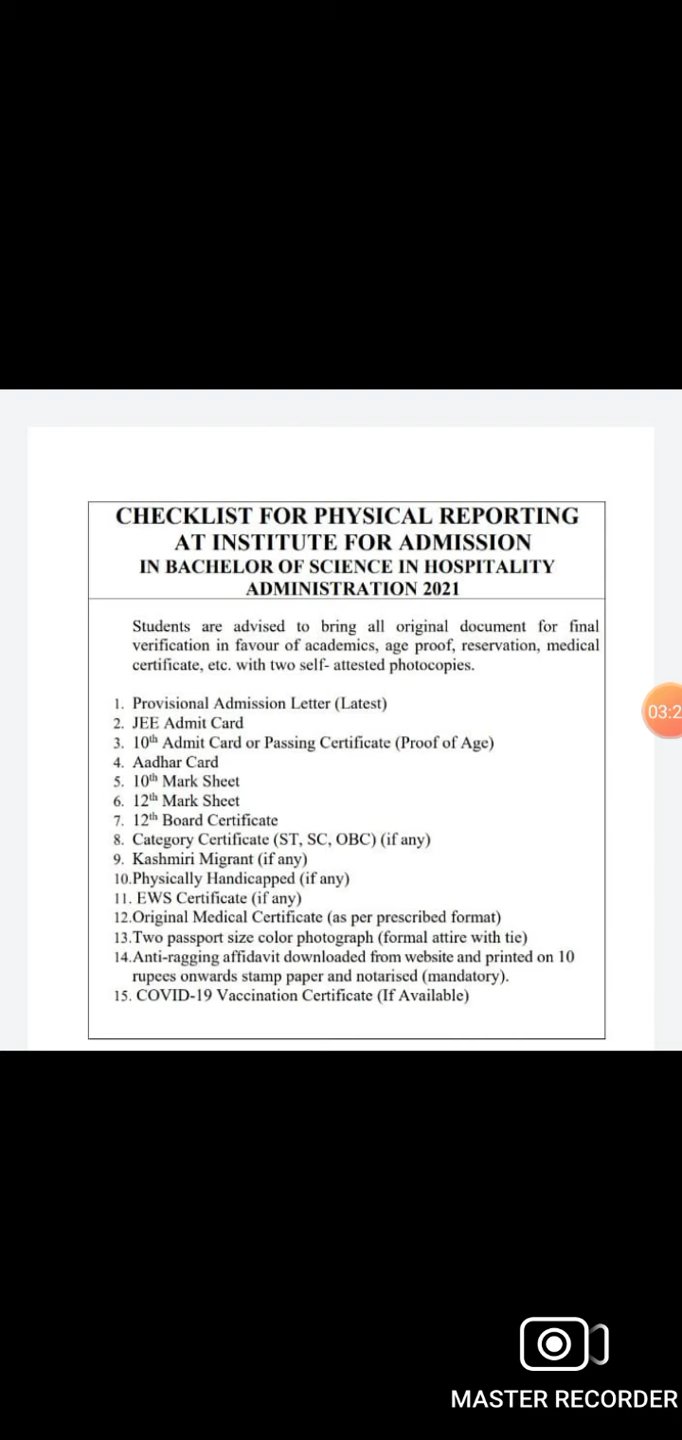 CHECKLIST FOR PHYSICAL REPORTING
AT INSTITUTE FOR ADMISSION
IN BACHELOR OF SCIENCE IN HOSPITALITY
ADMINISTRATION 2021
Students are advised to bring all original document for final
verification in favour of academics, age proof, reservation, medical
certificate, etc. with two self- attested photocopies.
1. Provisional Admission Letter (Latest)
03:2
2. JEE Admit Card
3. 10th Admit Card or Passing Certificate (Proof of Age)
4. Aadhar Card
5. 10th Mark Sheet
6. 12th Mark Sheet
7. 12th Board Certificate
8. Category Certificate (ST, SC, OBC) (if any)
9. Kashmiri Migrant (if any)
10.Physically Handicapped (if any)
11. EWS Certificate (if any)
12.Original Medical Certificate (as per prescribed format)
13.Two passport size color photograph (formal attire with tie)
14.Anti-ragging affidavit downloaded from website and printed on 10
rupees onwards stamp paper and notarised (mandatory).
15. COVID-19 Vaccination Certificate (If Available)
MASTER RECORDER